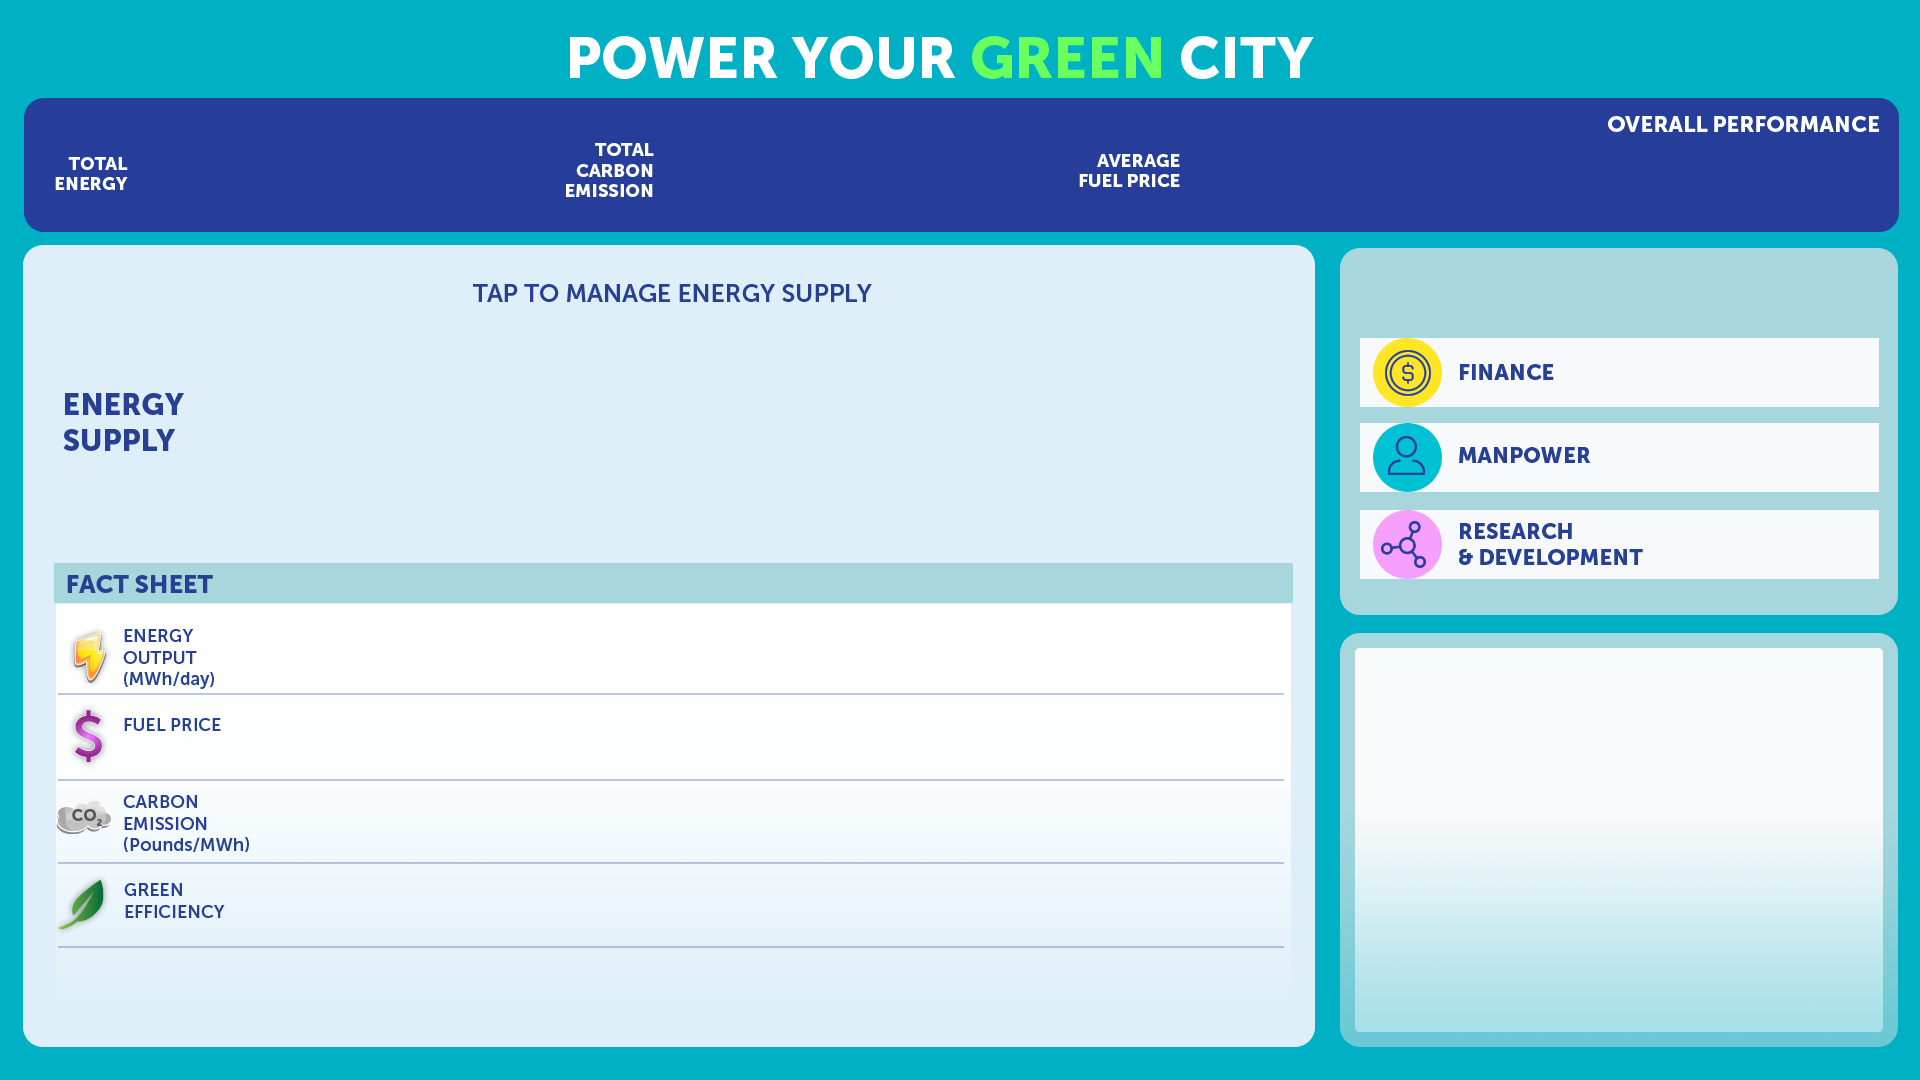 POWER YOUR GREEN CITY
OVERALL PERFORMANCE
TOTAL
ENERGY
TOTAL
CARBON
EMISSION
AVERAGE
FUEL PRICE
TAP TO MANAGE ENERGY SUPPLY
ENERGY
SUPPLY
FACT SHEET
ENERGY
OUTPUT
(MWh/day)
$
FUEL PRICE
CO2
CARBON
EMISSION
(Pounds/MWh)
GREEN
EFFICIENCY
$
FINANCE
MANPOWER
RESEARCH
& DEVELOPMENT